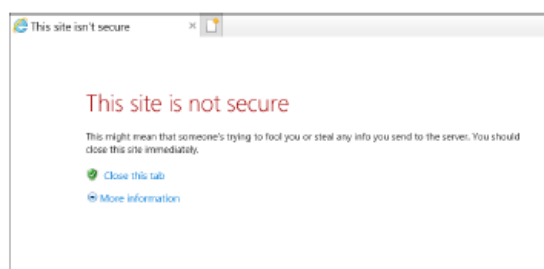 This site isn't secure
This site is not secure
This might mean that someone's trying to fool you or steal any info you send to the server. You should
close this site immediately.
Close this tab
More information